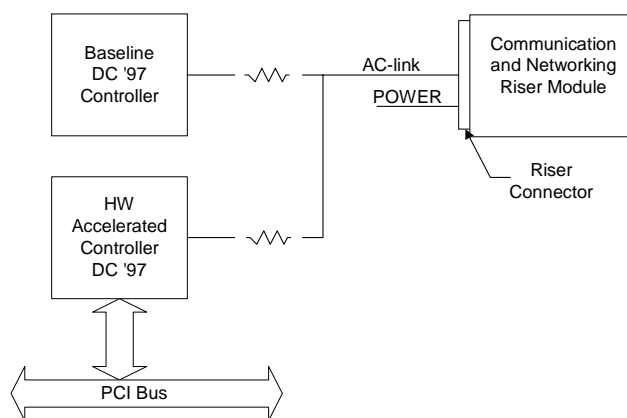 Baseline
DC '97
Controller
AC-link
POWER
Communication
and Networking
Riser Module
Riser
Connector
HW
Accelerated
Controller
DC '97
PCI Bus